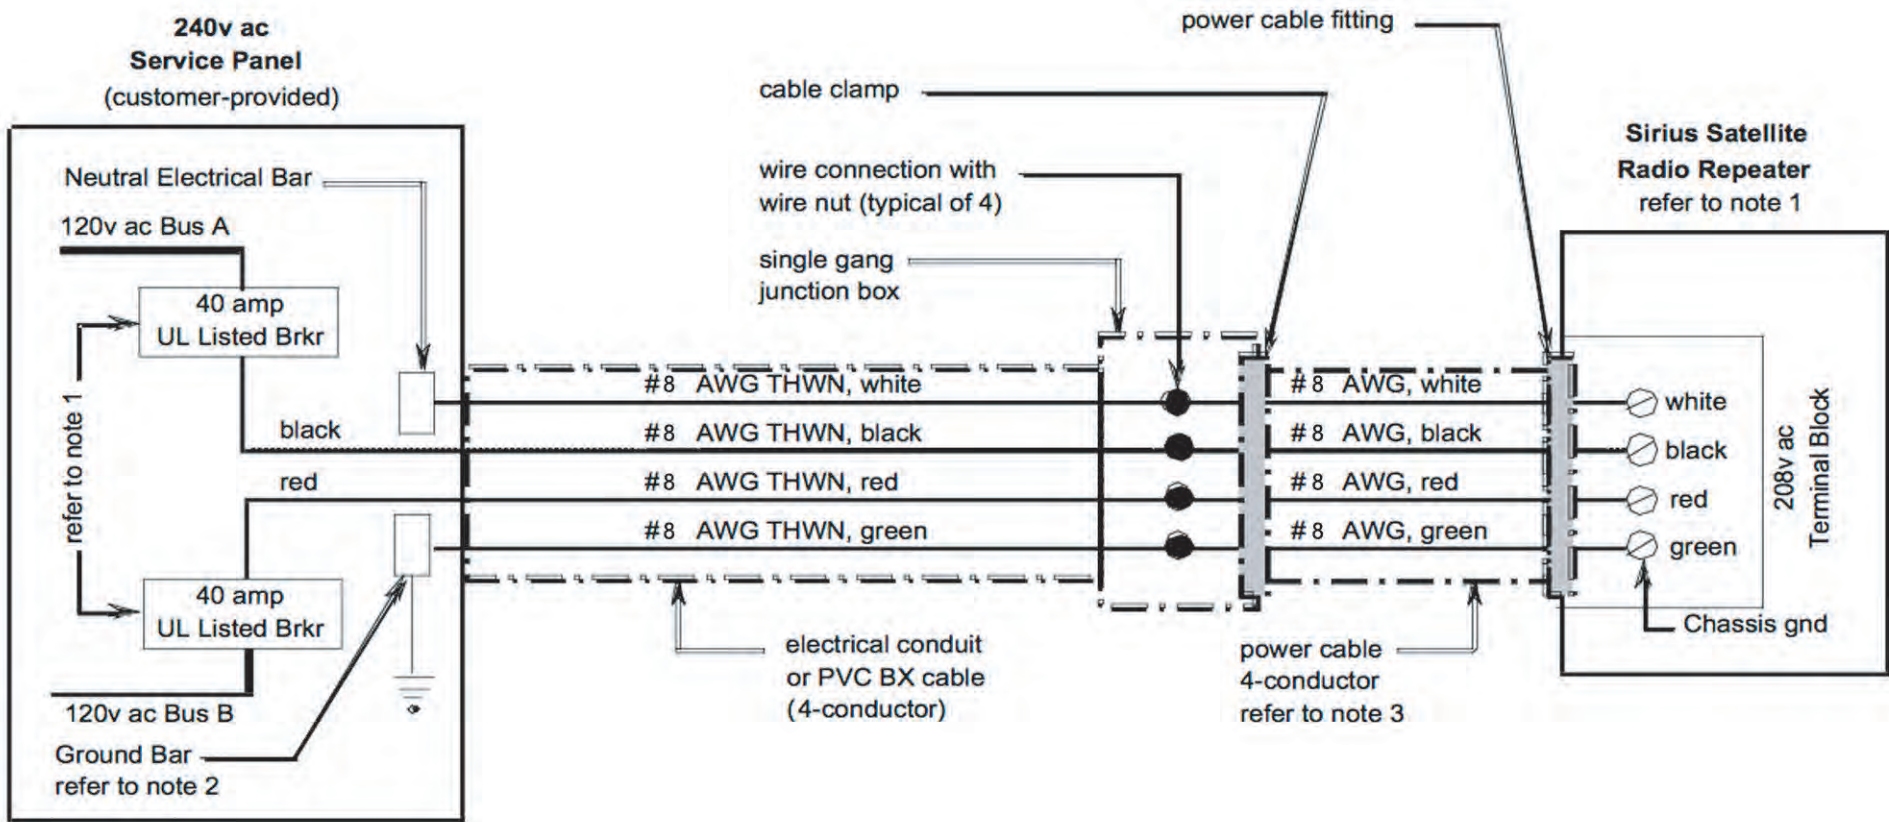 240v ac
Service Panel
(customer-provided)
Neutral Electrical Bar
120v ac Bus A
40 amp
UL Listed Brkr
refer to note 1
black
red
40 amp
UL Listed Brkr
120v ac Bus B
Ground Bar
refer to note 2
power cable fitting
cable clamp
wire connection with
wire nut (typical of 4)
single gang
junction box
#8 AWG THWN, white
#8 AWG THWN, black
#8 AWG THWN, red
#8 AWG THWN, green
electrical conduit
or PVC BX cable
(4-conductor)
#8 AWG, white
#8 AWG, black
#8 AWG, red
#8 AWG, green
power cable
4-conductor
refer to note 3
Sirius Satellite
Radio Repeater
refer to note 1
white
black
red
green
208v ac
Terminal Block
Chassis gnd